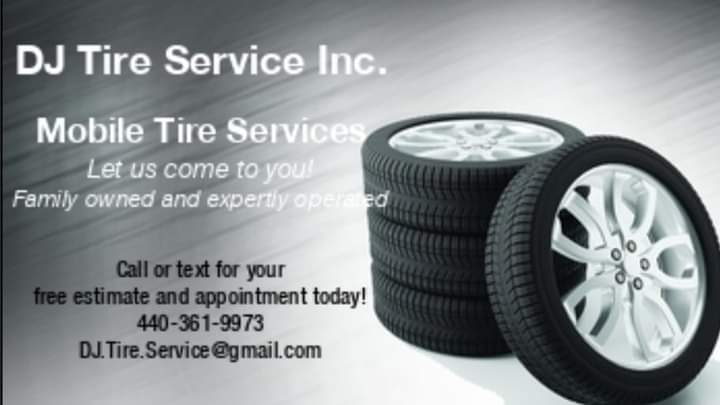 DJ Tire Service Inc.
Mobile Tire Services
Let us come to you!
Family owned and expertly operated
Call or text for your
free estimate and appointment today!
440-361-9973
DJ.Tire.Service@gmail.com